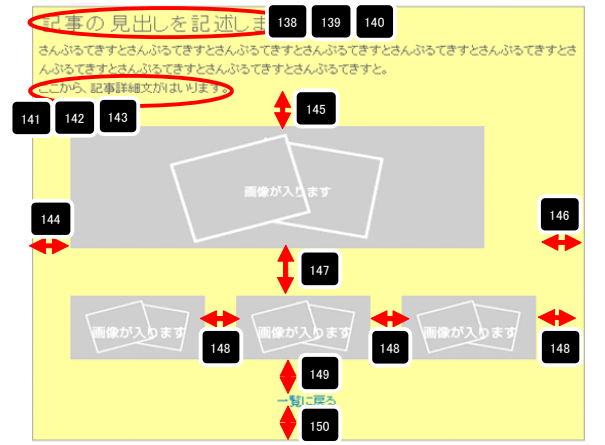 記事の見出しを記述しま 138 139 140
さんぷるてきすとさんぷるてきすとさんぷるてきすとさんぷるてきすとさんぷるてきすとさ
んぷるてきすとさんぷるてきすとさんぷるてきすとさんぷるてきすと。
ここから、記事詳細文がはいります。
141 142 143
145
画像が入ります
144 146
147
画像が入ります 画像が入ります 画像が入ります
148 148 148
149
一覧に戻る
150